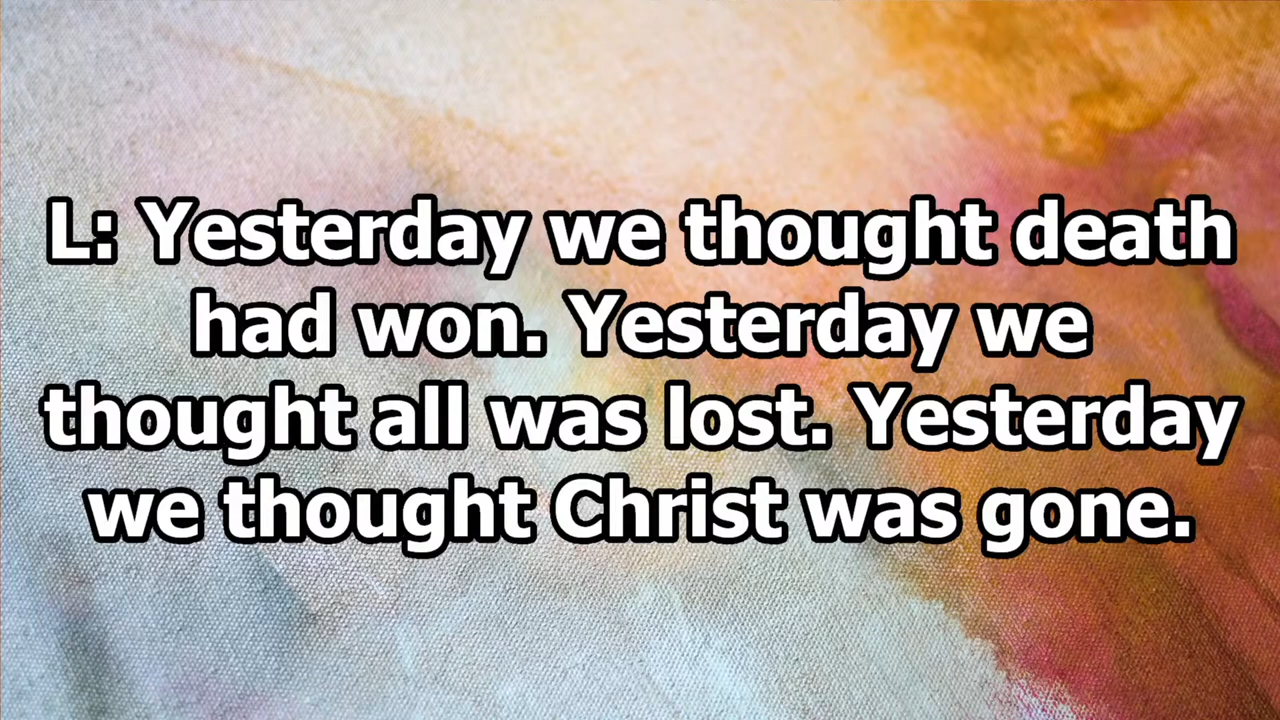 L: Yesterday we thought death
had won. Yesterday we
thought all was lost. Yesterday
we thought Christ was gone.